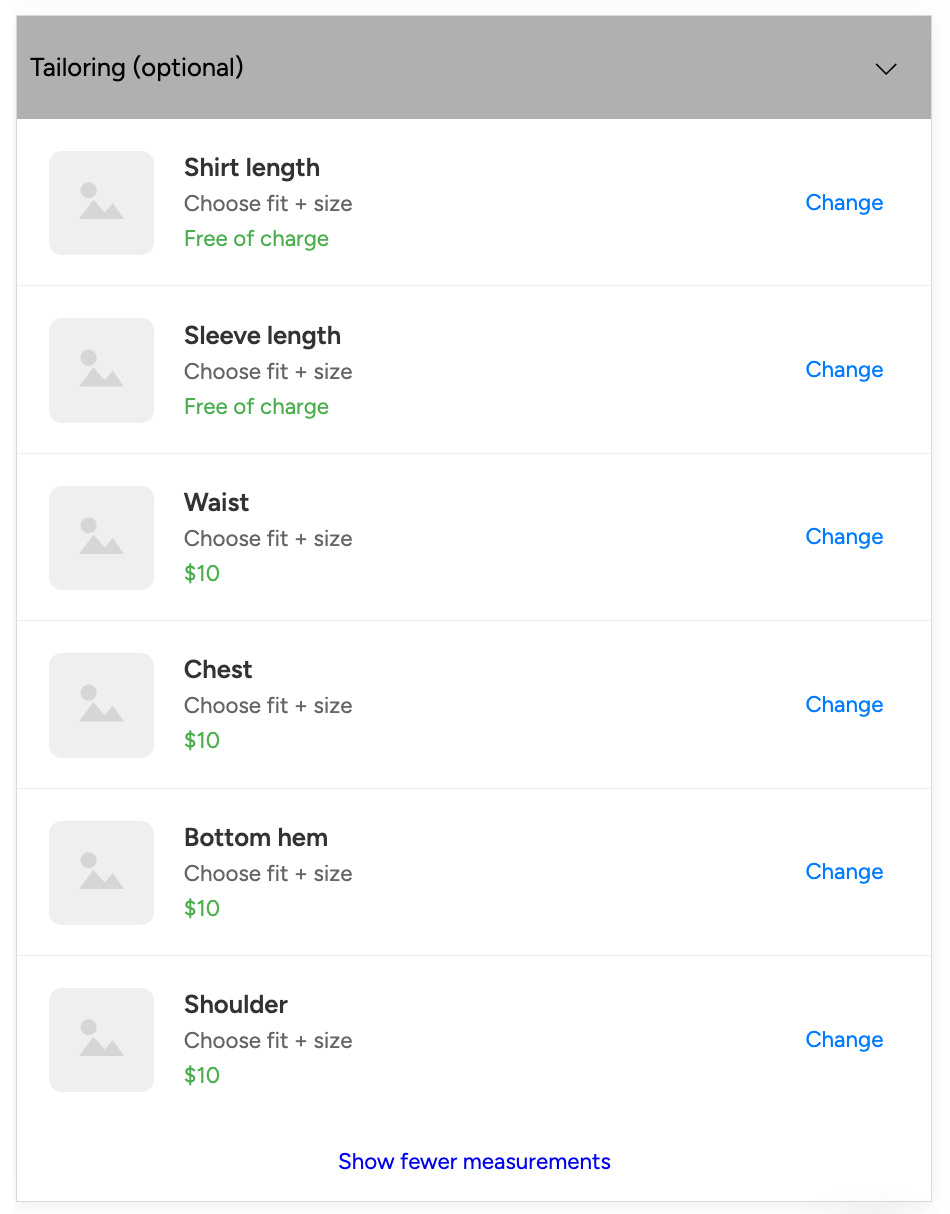 Tailoring (optional)
Shirt length
Choose fit + size
Free of charge
Change
Sleeve length
Choose fit + size
Free of charge
Change
Waist
Choose fit + size
$10
Change
Chest
Choose fit + size
$10
Change
Bottom hem
Choose fit + size
$10
Change
Shoulder
Choose fit + size
$10
Change
Show fewer measurements